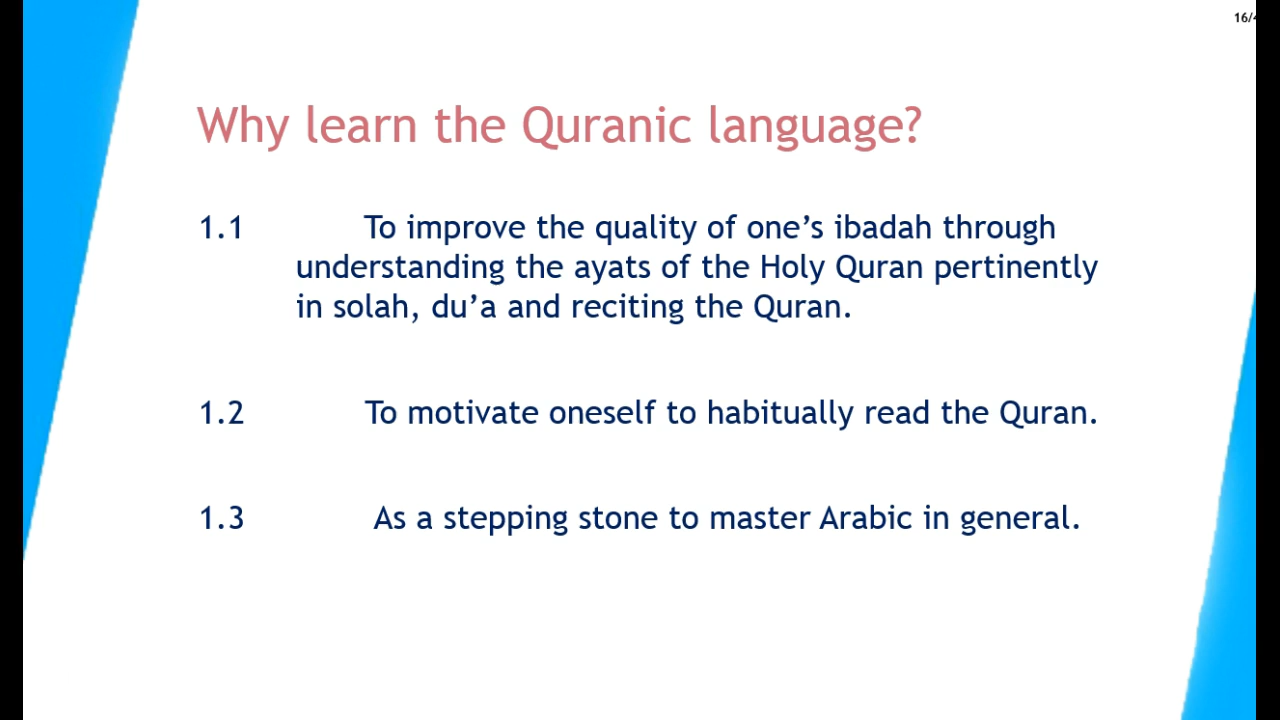 16/4
Why learn the Quranic language?
1.1 To improve the quality of one’s ibadah through
understanding the ayats of the Holy Quran pertinently
in solah, du’a and reciting the Quran.
1.2 To motivate oneself to habitually read the Quran.
1.3 As a stepping stone to master Arabic in general.